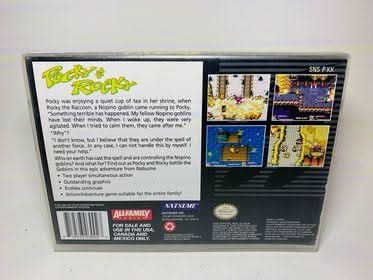 SNS PXK
Pocky & Rocky
Pocky was enjoying a quiet cup of tea in her shrine, when
Rocky the Raccoon, a Nopino goblin came running to Pocky.
"Something terrible has happened. My fellow Nopino goblins
have lost their minds. When I woke up, they were very
agitated. When I tried to calm them, they came after me."
"Why"?
"I don't know, but I believe that they are under the spell of
another force...In any case, I can not handle this by myself. I
need your help."
Who on earth has cast the spell and are controlling the Nopino
goblins? And what for? Find out as Pocky and Rocky battle the
Goblins in this epic adventure from Natsume
• Two player simultaneous action
• Outstanding graphics
• Endless continues
• Action/Adventure game suitable for the entire family!
ALL FAMILY
FOR SALE AND
USE IN THE USA,
CANADA AND
MEXICO ONLY.
NATSUME
NATSUME INC.
Nintendo